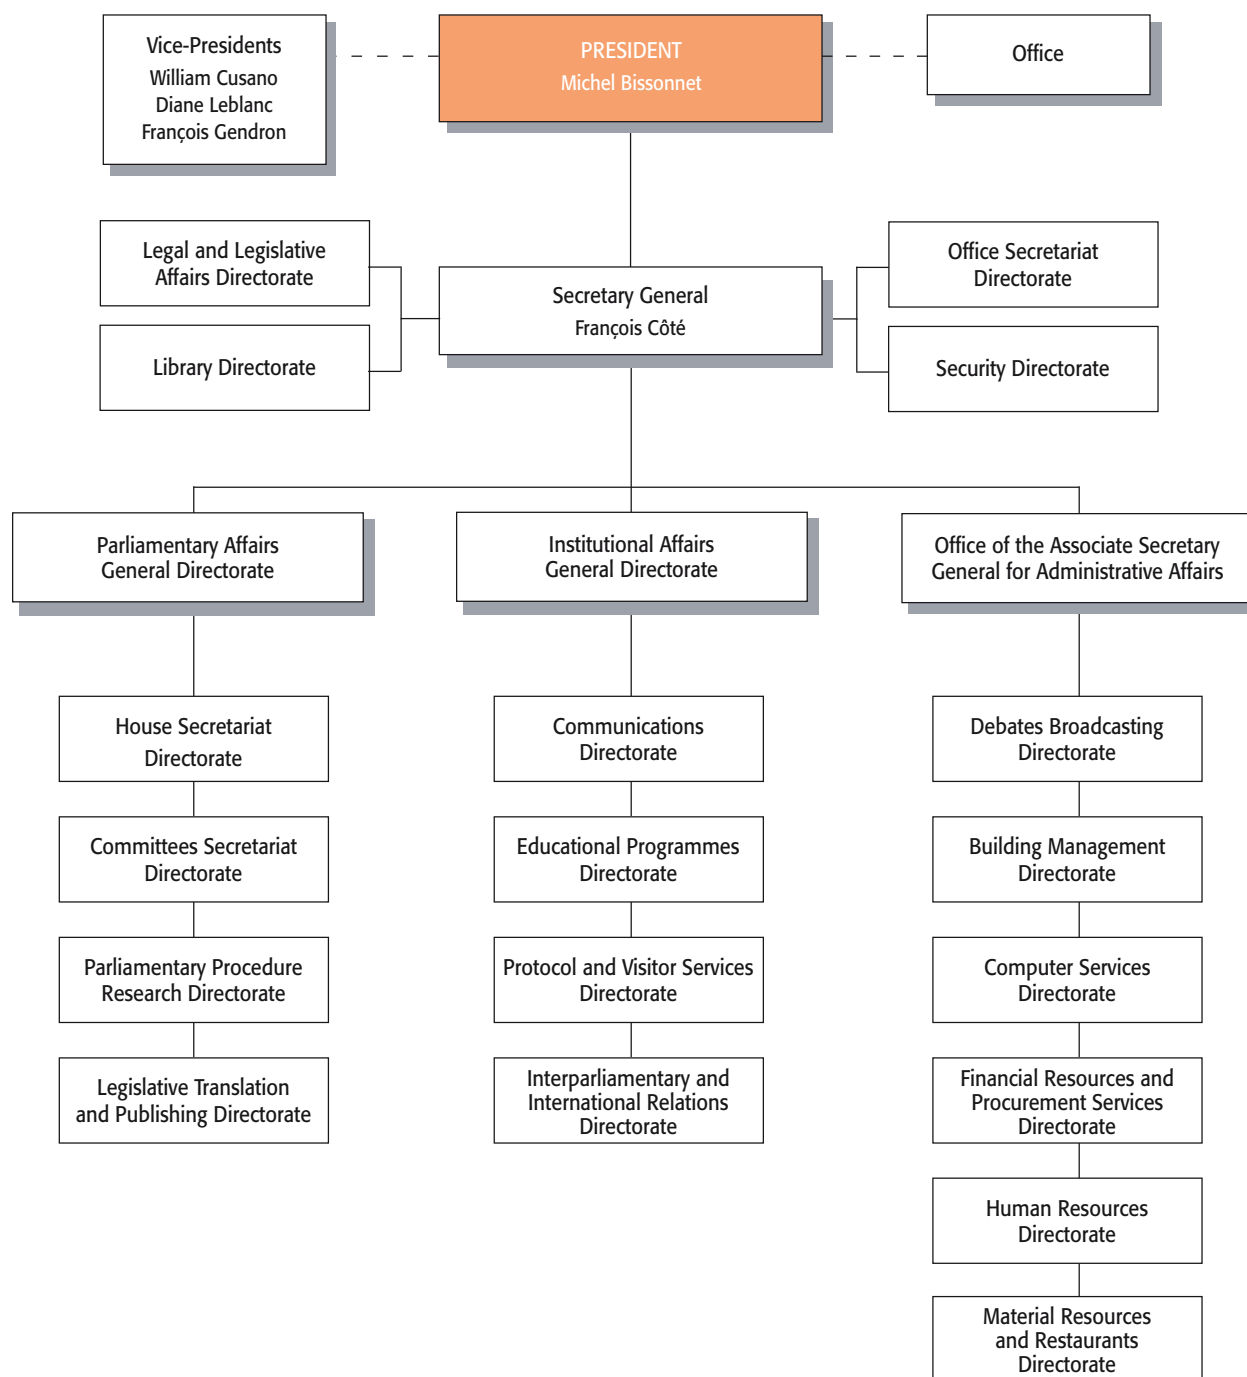 Vice-Presidents
William Cusano
Diane Leblanc
François Gendron
PRESIDENT
Michel Bissonnet
Office
Legal and Legislative
Affairs Directorate
Library Directorate
Secretary General
François Côté
Office Secretariat
Directorate
Security Directorate
Parliamentary Affairs
General Directorate
Institutional Affairs
General Directorate
Office of the Associate Secretary
General for Administrative Affairs
House Secretariat
Directorate
Committees Secretariat
Directorate
Parliamentary Procedure
Research Directorate
Legislative Translation
and Publishing Directorate
Communications
Directorate
Educational Programmes
Directorate
Protocol and Visitor Services
Directorate
Interparliamentary and
International Relations
Directorate
Debates Broadcasting
Directorate
Building Management
Directorate
Computer Services
Directorate
Financial Resources and
Procurement Services
Directorate
Human Resources
Directorate
Material Resources
and Restaurants
Directorate